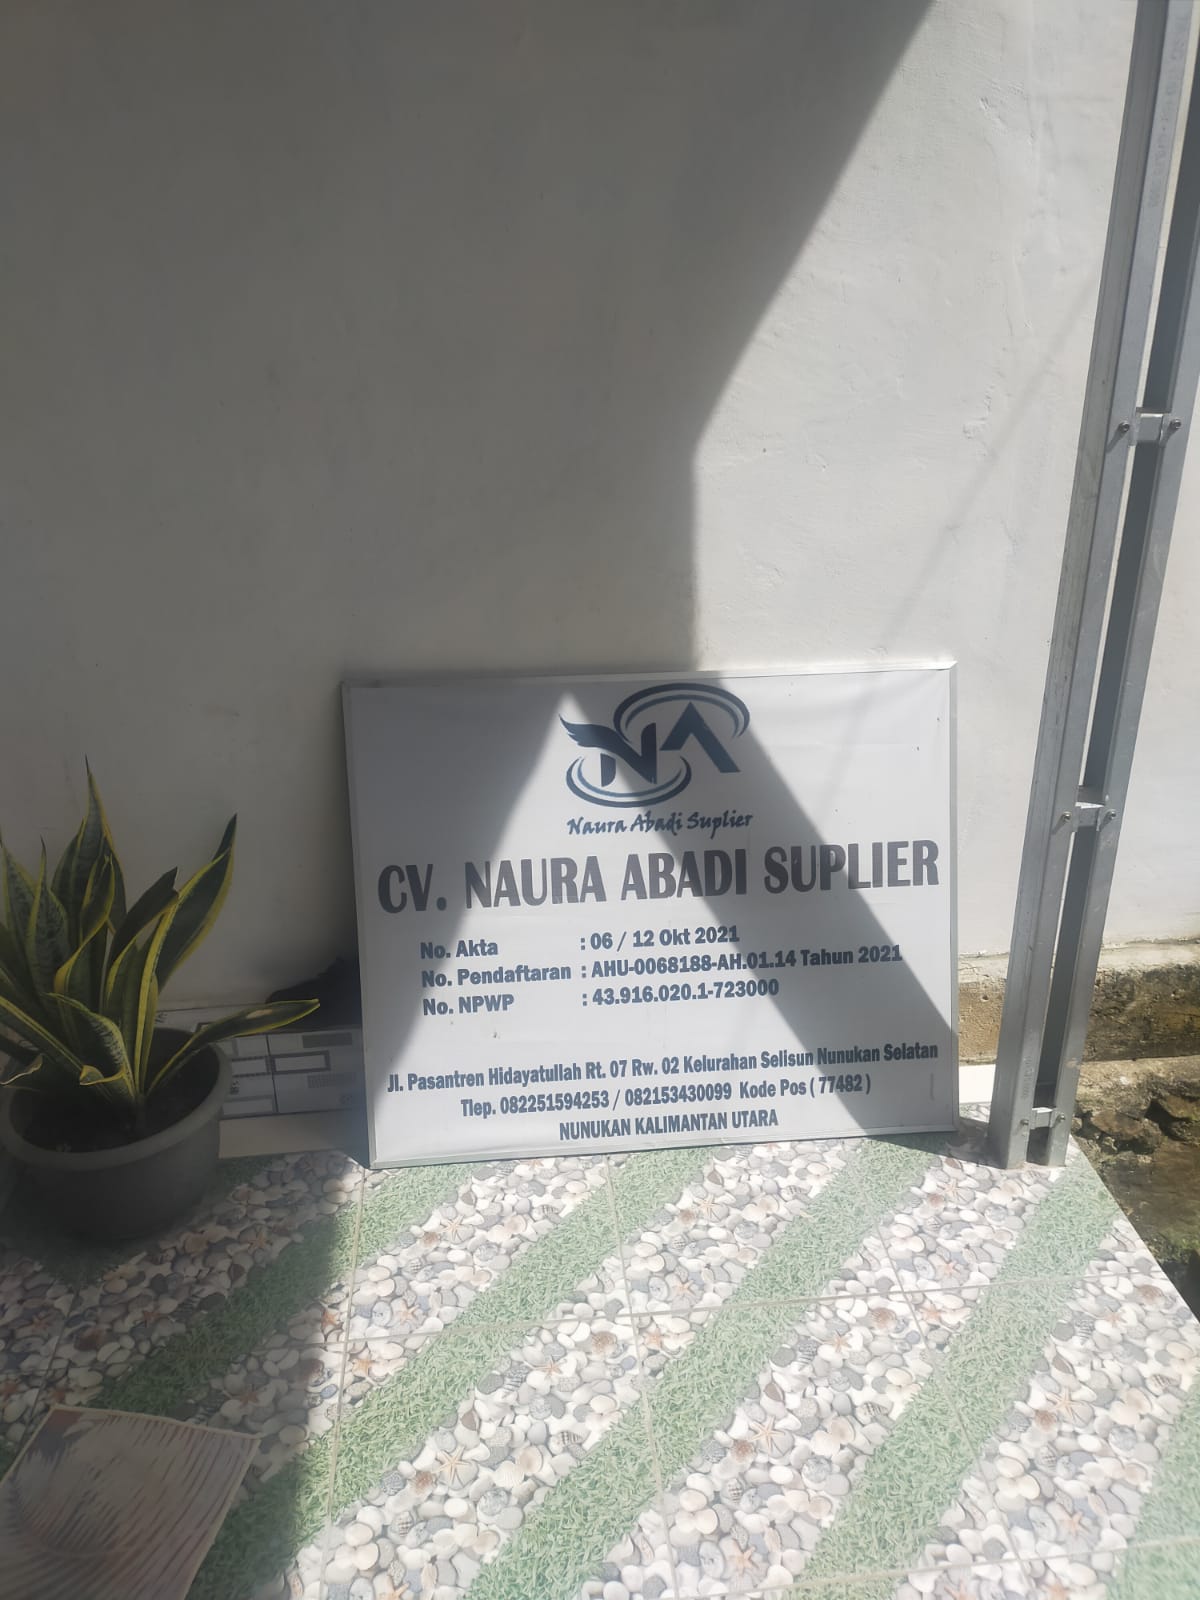 NA
Naura Abadi Suplier
CV. NAURA ABADI SUPLIER
No. Akta : 06 / 12 Okt 2021
No. Pendaftaran : AHU-0068188-AH.01.14 Tahun 2021
No. NPWP : 43.916.020.1-723000
Jl. Pasantren Hidayatullah Rt. 07 Rw. 02 Kelurahan Selisun Nunukan Selatan
Tlep. 082251594253 / 082153430099 Kode Pos ( 77482 )
NUNUKAN KALIMANTAN UTARA